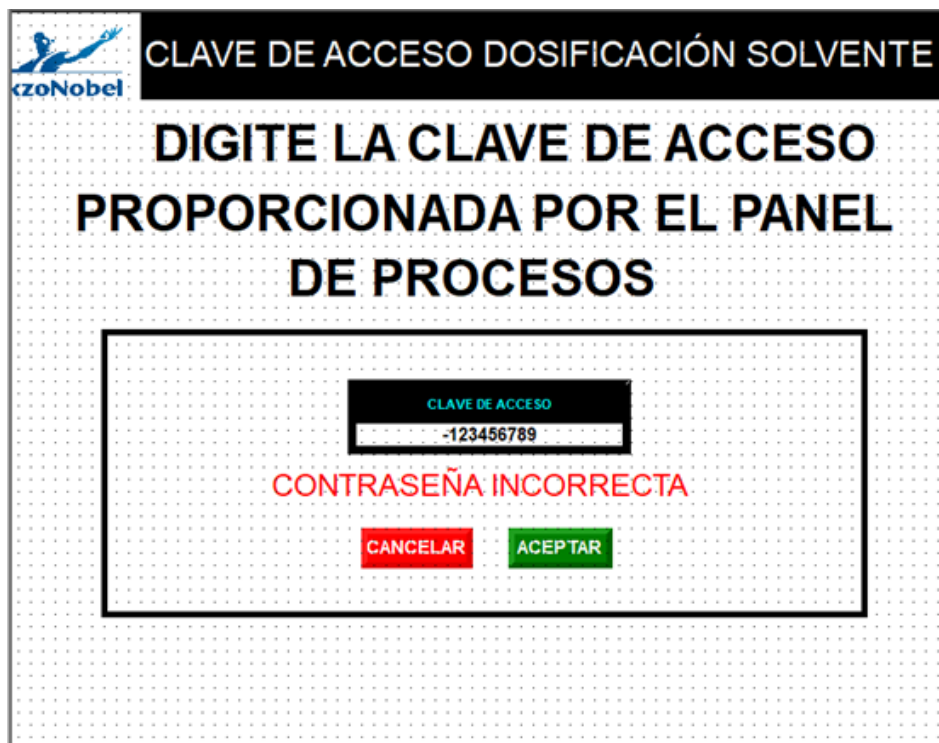 CLAVE DE ACCESO DOSIFICACIÓN SOLVENTE
kzoNobel
DIGITE LA CLAVE DE ACCESO
PROPORCIONADA POR EL PANEL
DE PROCESOS
CLAVE DE ACCESO
-123456789
CONTRASEÑA INCORRECTA
CANCELAR
ACEPTAR